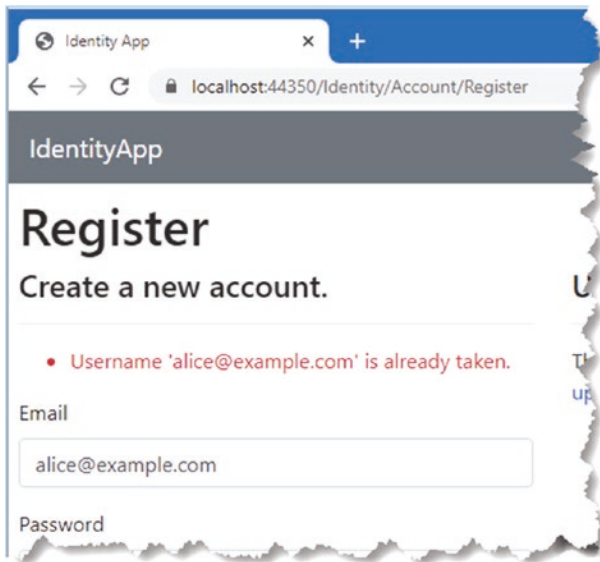 Identity App
localhost:44350/Identity/Account/Register
IdentityApp
Register
Create a new account.
Username 'alice@example.com' is already taken.
Email
alice@example.com
Password